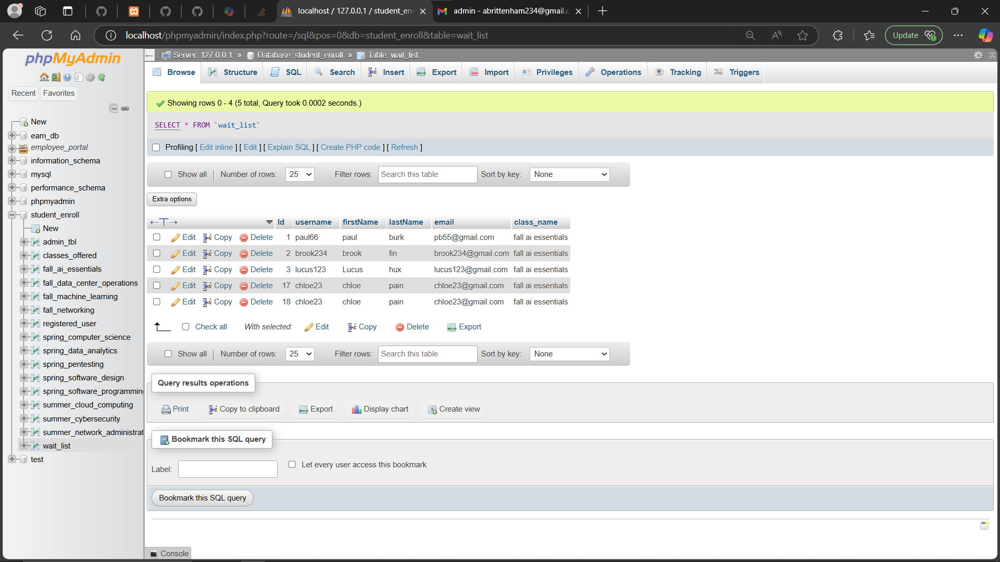 localhost / 127.0.0.1 / student_enr
admin - abrittenham234@gmail.c
localhost/phpmyadmin/index.php?route=/sql&pos=0&db=student_enroll&table=wait_list
Update
phpMyAdmin
Recent Favorites
New
eam_db
employee_portal
information_schema
mysql
performance_schema
phpmyadmin
student_enroll
New
admin_tbl
classes_offered
fall_ai_essentials
fall_data_center_operations
fall_machine_learning
fall_networking
registered_user
spring_computer_science
spring_data_analytics
spring_pentesting
spring_software_design
spring_software_programmin
summer_cloud_computing
summer_cybersecurity
summer_network_administrat
wait_list
test
Server: 127.0.0.1 » Database: student_enroll » Table: wait_list
Browse Structure SQL Search Insert Export Import Privileges Operations Tracking Triggers
Showing rows 0 - 4 (5 total, Query took 0.0002 seconds.)
SELECT * FROM `wait_list`
Profiling [ Edit inline ] [ Edit ] [ Explain SQL ] [ Create PHP code ] [ Refresh ]
Show all | Number of rows: 25 Filter rows: Search this table Sort by key: None
Extra options
←T→ Id username firstName lastName email class_name
Edit Copy Delete 1 paul66 paul burk pb55@gmail.com fall ai essentials
Edit Copy Delete 2 brook234 brook fin brook234@gmail.com fall ai essentials
Edit Copy Delete 3 lucus123 Lucus hux lucus123@gmail.com fall ai essentials
Edit Copy Delete 17 chloe23 chloe pain chloe23@gmail.com fall ai essentials
Edit Copy Delete 18 chloe23 chloe pain chloe23@gmail.com fall ai essentials
Check all With selected: Edit Copy Delete Export
Show all | Number of rows: 25 Filter rows: Search this table Sort by key: None
Query results operations
Print Copy to clipboard Export Display chart Create view
Bookmark this SQL query
Label: Let every user access this bookmark
Bookmark this SQL query
Console